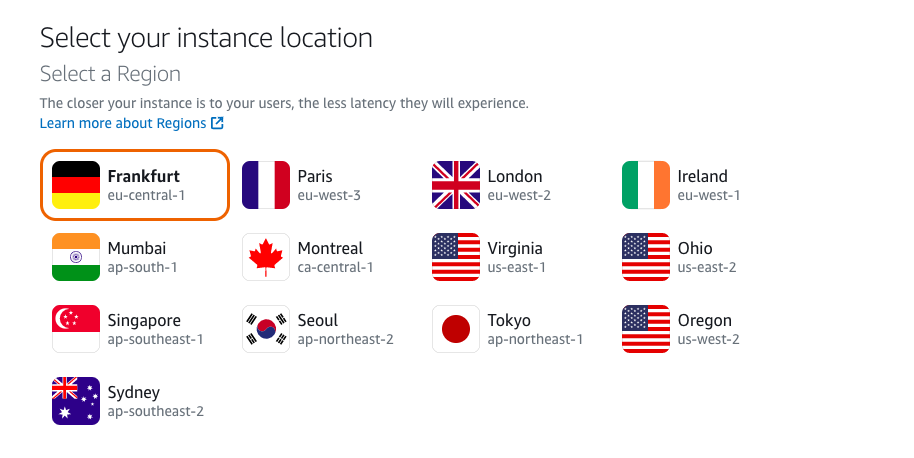 Select your instance location
Select a Region
The closer your instance is to your users, the less latency they will experience.
Learn more about Regions
Frankfurt
eu-central-1
Paris
eu-west-3
London
eu-west-2
Ireland
eu-west-1
Mumbai
ap-south-1
Montreal
ca-central-1
Virginia
us-east-1
Ohio
us-east-2
Singapore
ap-southeast-1
Seoul
ap-northeast-2
Tokyo
ap-northeast-1
Oregon
us-west-2
Sydney
ap-southeast-2